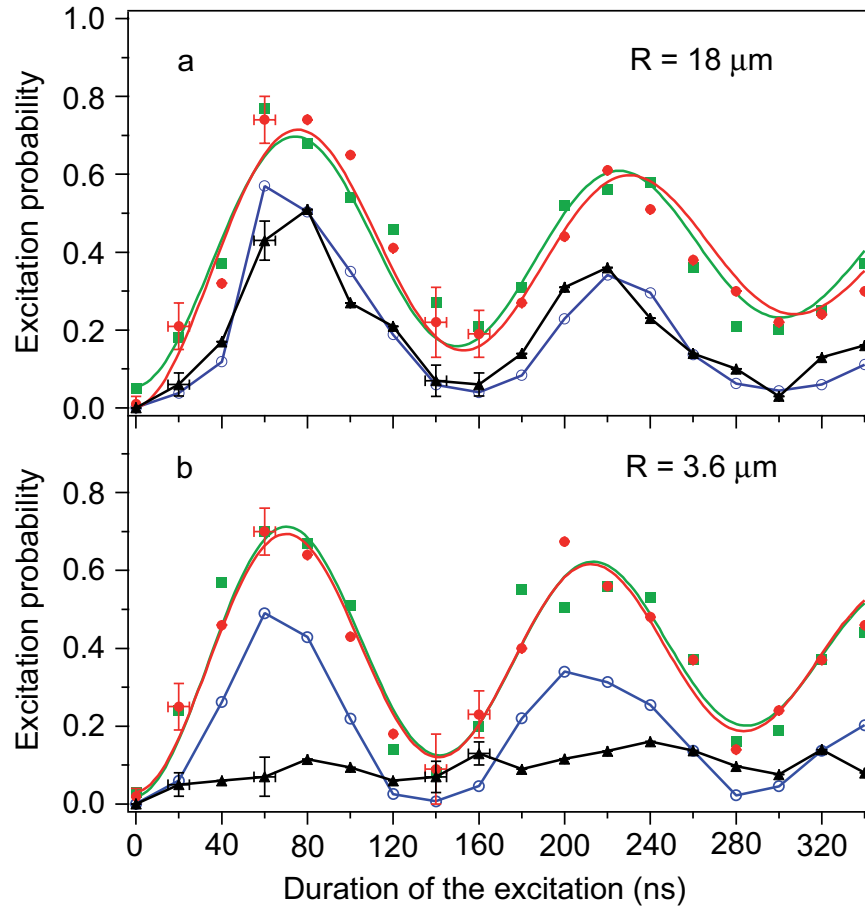 1.0
a
R = 18 μm
0.8
0.6
0.4
0.2
0.0
Excitation probability
b
R = 3.6 μm
0.8
0.6
0.4
0.2
0.0
Excitation probability
0 40 80 120 160 200 240 280 320
Duration of the excitation (ns)